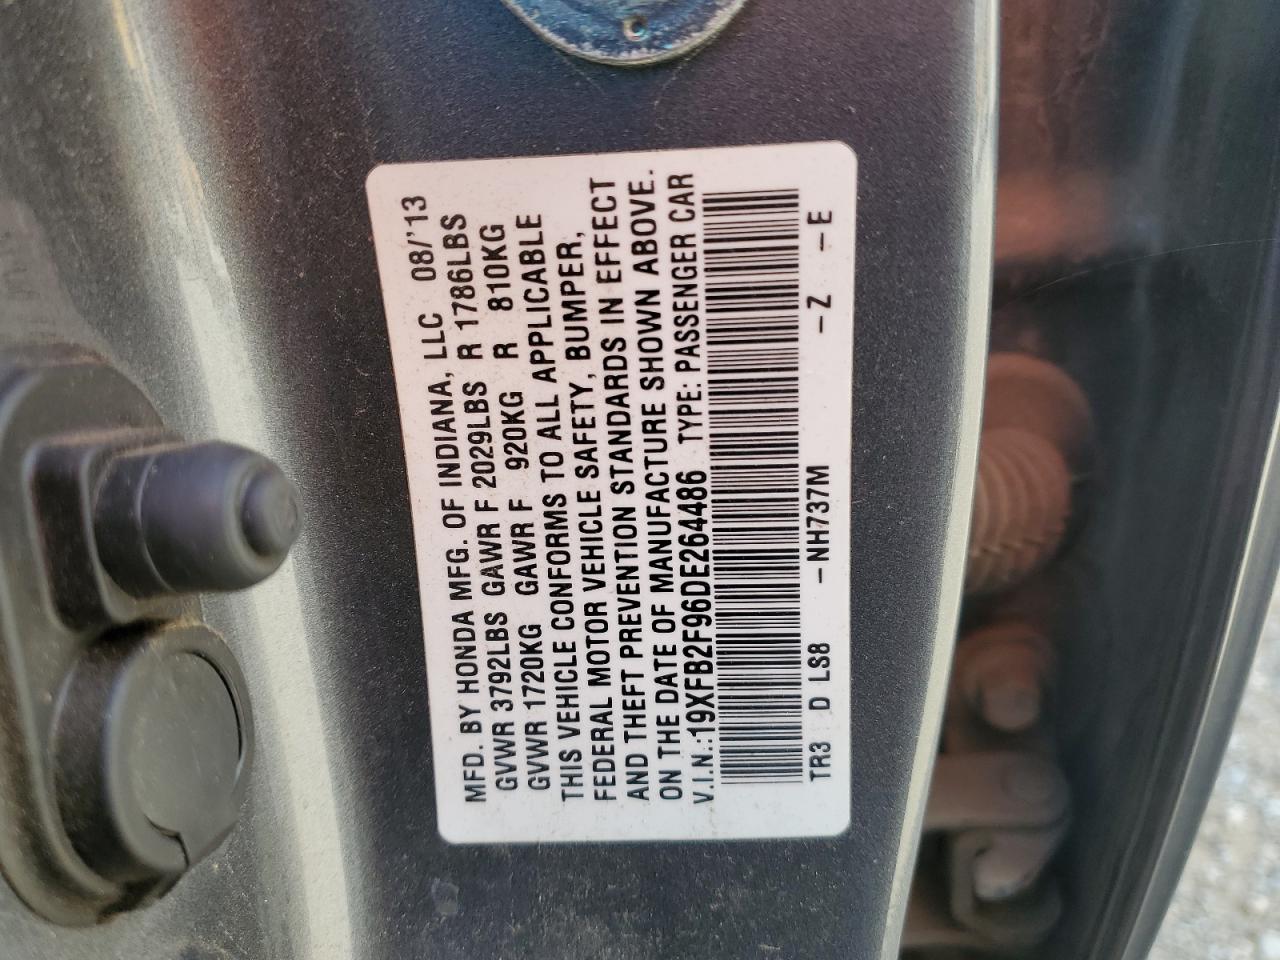 MFD. BY HONDA MFG. OF INDIANA, LLC 08/'13
GVWR 3792LBS GAWR F 2029LBS R 1786LBS
GVWR 1720KG GAWR F 920KG R 810KG
THIS VEHICLE CONFORMS TO ALL APPLICABLE
FEDERAL MOTOR VEHICLE SAFETY, BUMPER,
AND THEFT PREVENTION STANDARDS IN EFFECT
ON THE DATE OF MANUFACTURE SHOWN ABOVE.
V.I.N.:19XFB2F96DE264486 TYPE: PASSENGER CAR
TR3 D LS8 -NH737M -Z -E